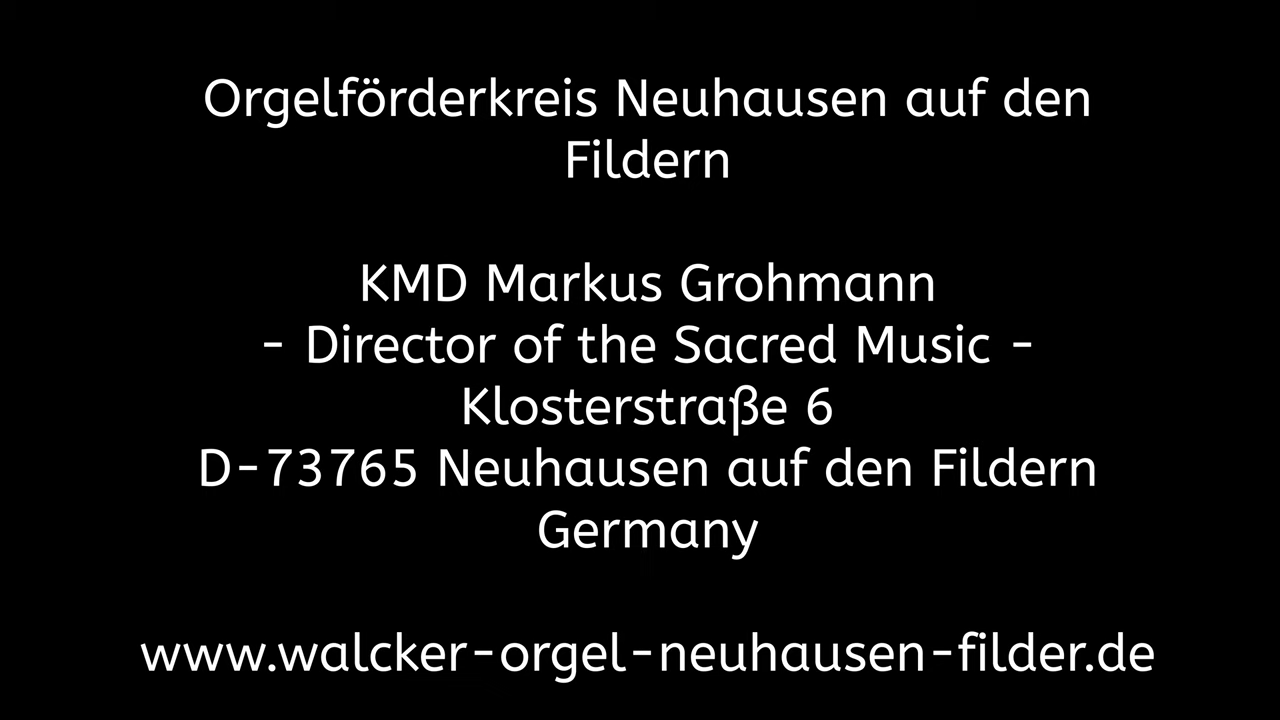 Orgelförderkreis Neuhausen auf den
Fildern
KMD Markus Grohmann
- Director of the Sacred Music -
Klosterstraße 6
D-73765 Neuhausen auf den Fildern
Germany
www.walcker-orgel-neuhausen-filder.de